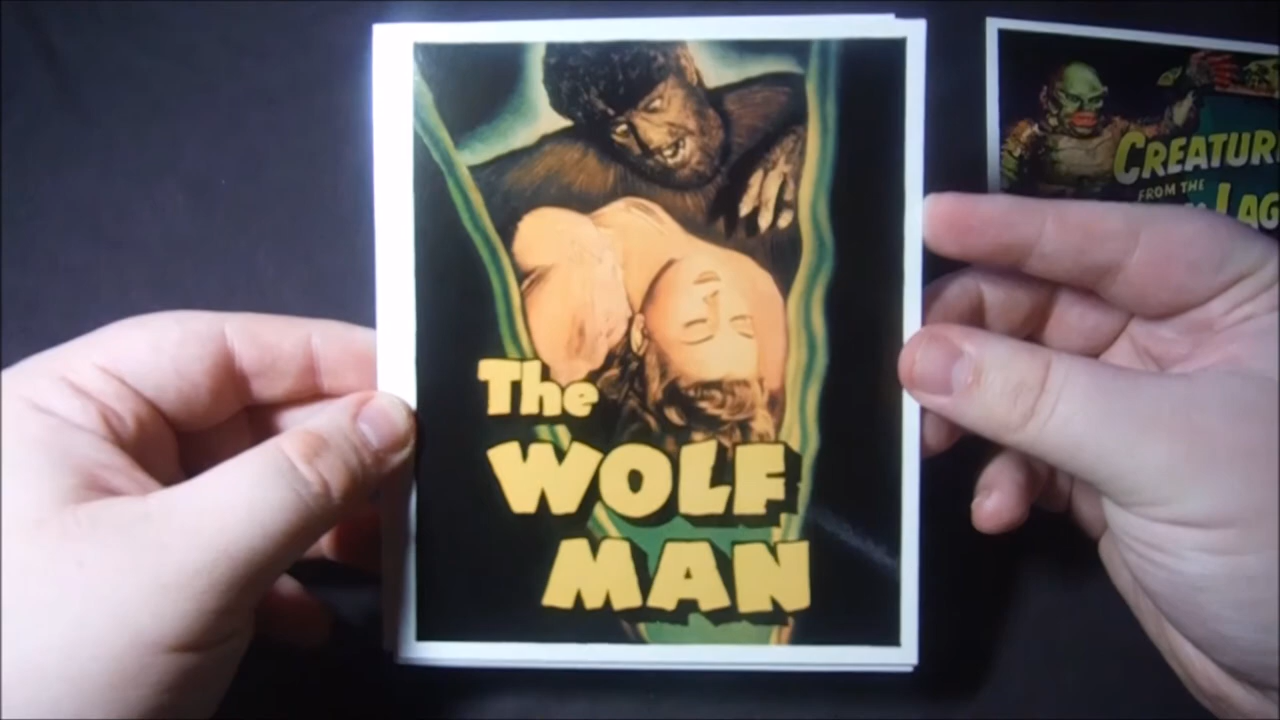 The
WOLF
MAN
CREATUR
FROM THE
LAG